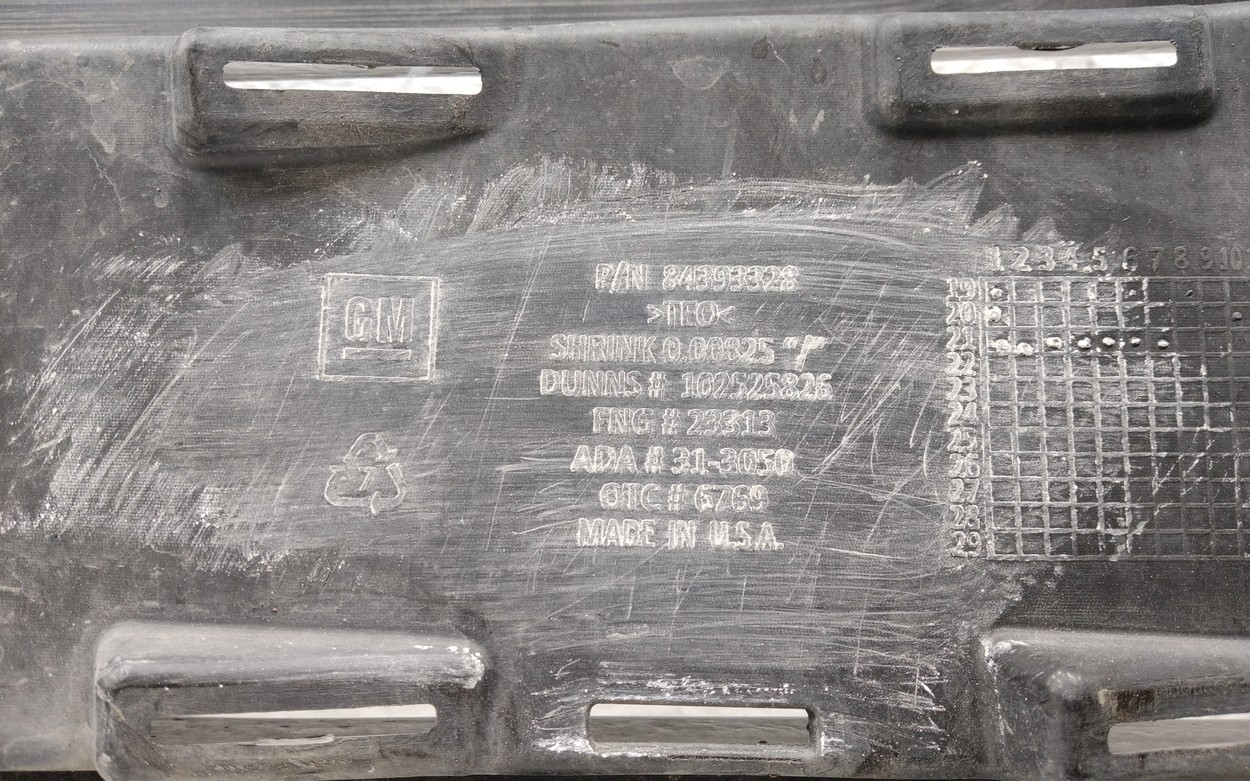 GM
P/N 84393328
>TEO<
SHRINK 0.00825 "/"
DUNNS # 102525826
FNG # 23313
ADA # 31-3050
OTC # 6769
MADE IN U.S.A.
1 2 3 4 5 6 7 8 9 10
19
20
21
22
23
24
25
26
27
28
29